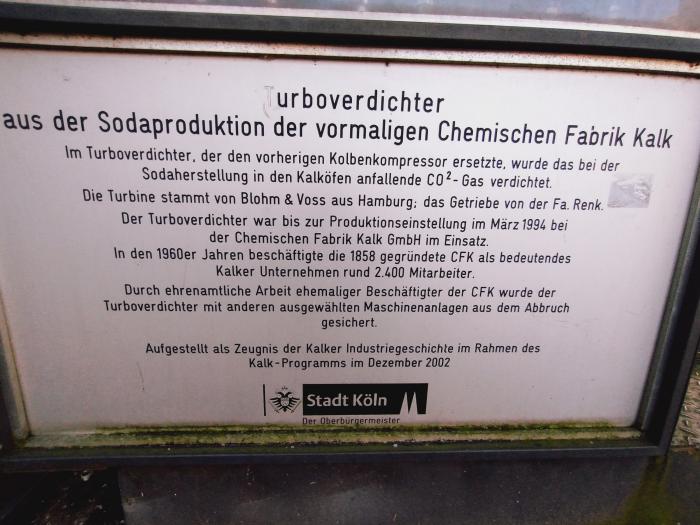 Turboverdichter
aus der Sodaproduktion der vormaligen Chemischen Fabrik Kalk
Im Turboverdichter, der den vorherigen Kolbenkompressor ersetzte, wurde das bei der
Sodaherstellung in den Kalköfen anfallende CO²-Gas verdichtet.
Die Turbine stammt von Blohm & Voss aus Hamburg; das Getriebe von der Fa. Renk.
Der Turboverdichter war bis zur Produktionseinstellung im März 1994 bei
der Chemischen Fabrik Kalk GmbH im Einsatz.
In den 1960er Jahren beschäftigte die 1858 gegründete CFK als bedeutendes
Kalker Unternehmen rund 2.400 Mitarbeiter.
Durch ehrenamtliche Arbeit ehemaliger Beschäftigter der CFK wurde der
Turboverdichter mit anderen ausgewählten Maschinenanlagen aus dem Abbruch
gesichert.
Aufgestellt als Zeugnis der Kalker Industriegeschichte im Rahmen des
Kalk-Programms im Dezember 2002
Stadt Köln
Der Oberbürgermeister